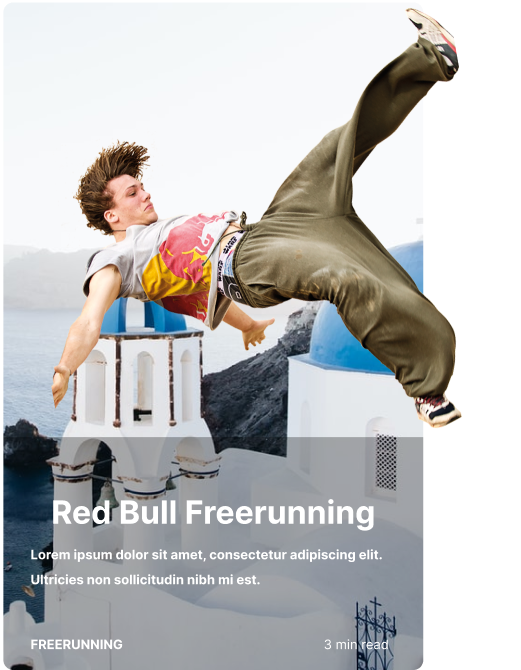 Red Bull Freerunning
Lorem ipsum dolor sit amet, consectetur adipiscing elit.
Ultricies non sollicitudin nibh mi est.
FREERUNNING
3 min read